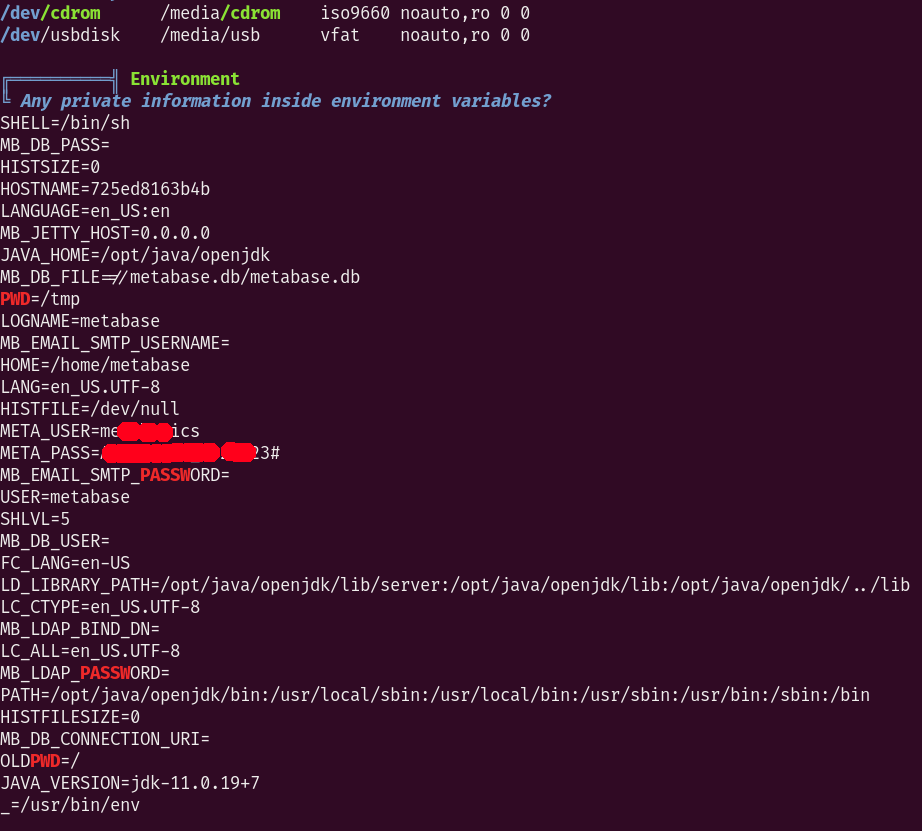 /dev/cdrom /media/cdrom iso9660 noauto,ro 0 0
/dev/usbdisk /media/usb vfat noauto,ro 0 0
╔══════════╣ Environment
╚ Any private information inside environment variables?
SHELL=/bin/sh
MB_DB_PASS=
HISTSIZE=0
HOSTNAME=725ed8163b4b
LANGUAGE=en_US:en
MB_JETTY_HOST=0.0.0.0
JAVA_HOME=/opt/java/openjdk
MB_DB_FILE=//metabase.db/metabase.db
PWD=/tmp
LOGNAME=metabase
MB_EMAIL_SMTP_USERNAME=
HOME=/home/metabase
LANG=en_US.UTF-8
HISTFILE=/dev/null
META_USER=me ics
META_PASS= 23#
MB_EMAIL_SMTP_PASSWORD=
USER=metabase
SHLVL=5
MB_DB_USER=
FC_LANG=en-US
LD_LIBRARY_PATH=/opt/java/openjdk/lib/server:/opt/java/openjdk/lib:/opt/java/openjdk/../lib
LC_CTYPE=en_US.UTF-8
MB_LDAP_BIND_DN=
LC_ALL=en_US.UTF-8
MB_LDAP_PASSWORD=
PATH=/opt/java/openjdk/bin:/usr/local/sbin:/usr/local/bin:/usr/sbin:/usr/bin:/sbin:/bin
HISTFILESIZE=0
MB_DB_CONNECTION_URI=
OLDPWD=/
JAVA_VERSION=jdk-11.0.19+7
_=/usr/bin/env